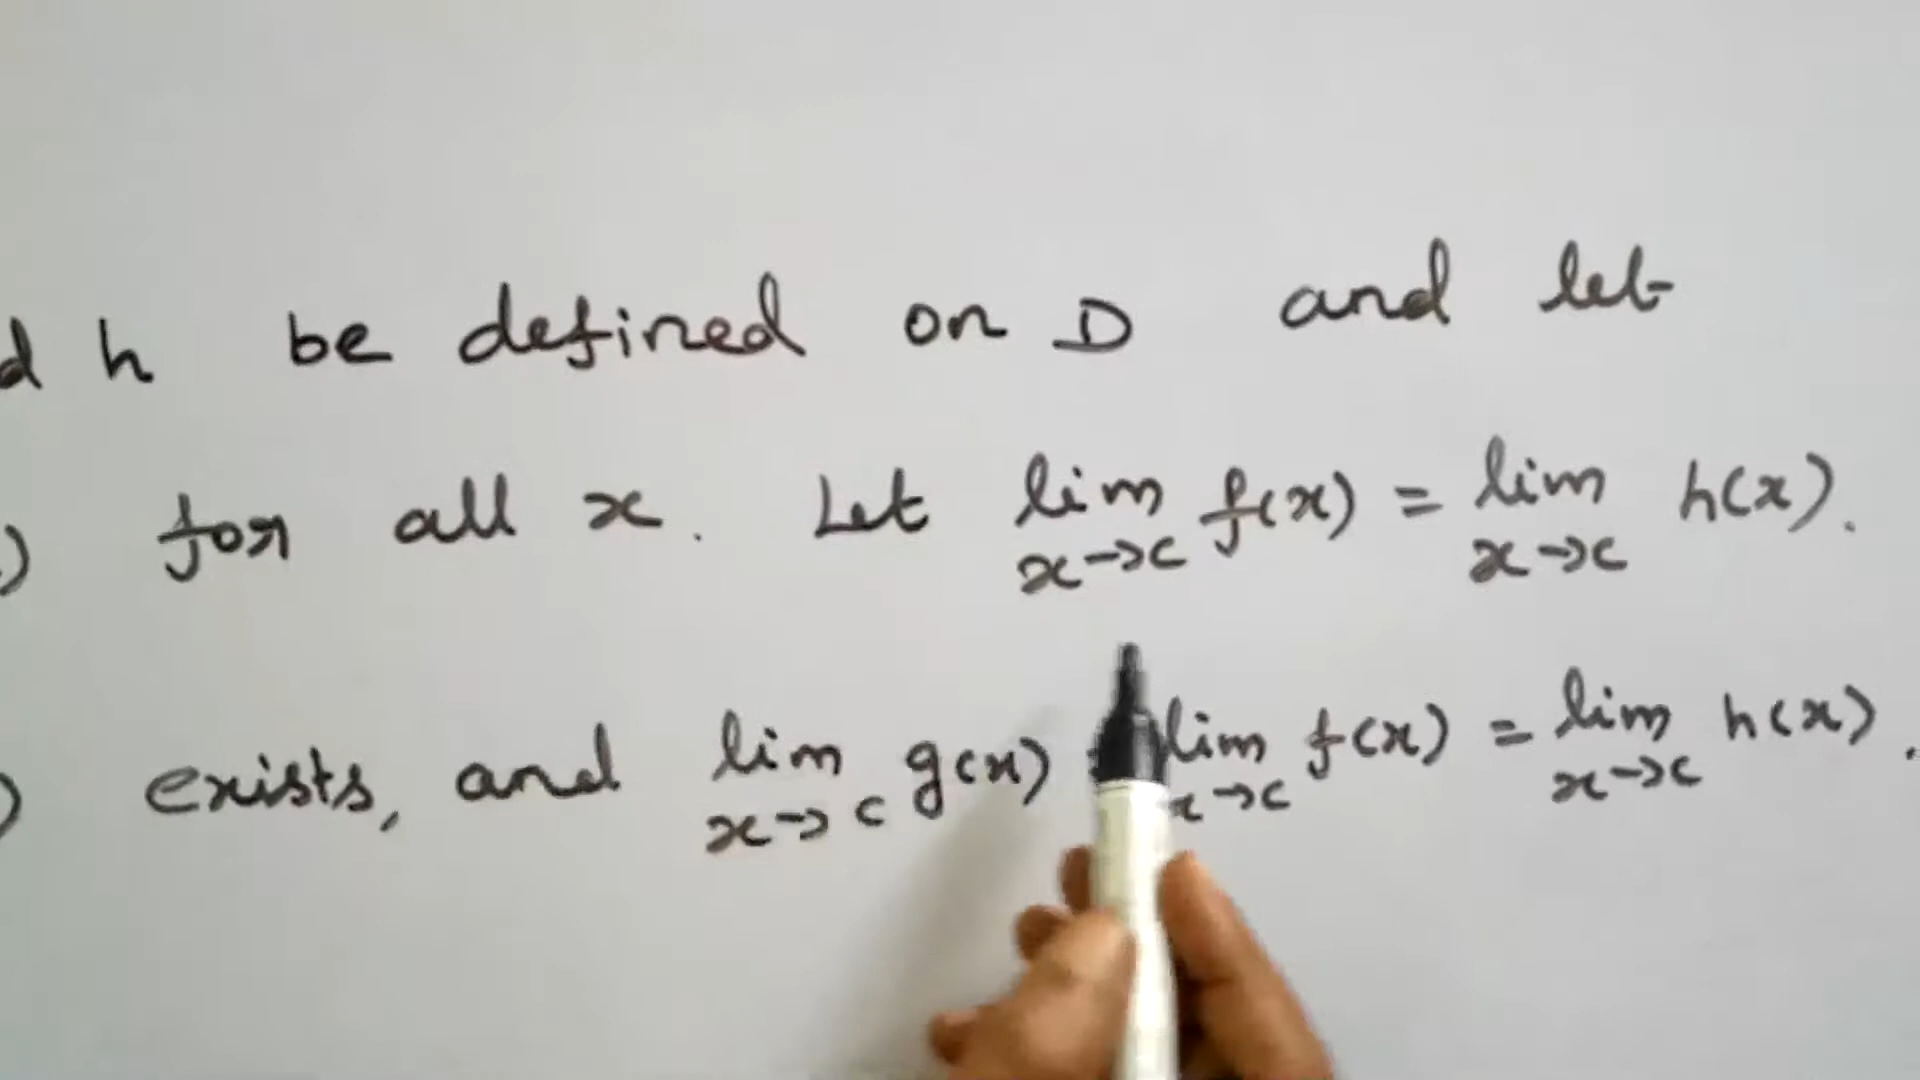 d h be defined on D and let
) for all x. Let lim x→c f(x) = lim x→c h(x).
) exists, and lim x→c g(x) = lim x→c f(x) = lim x→c h(x).